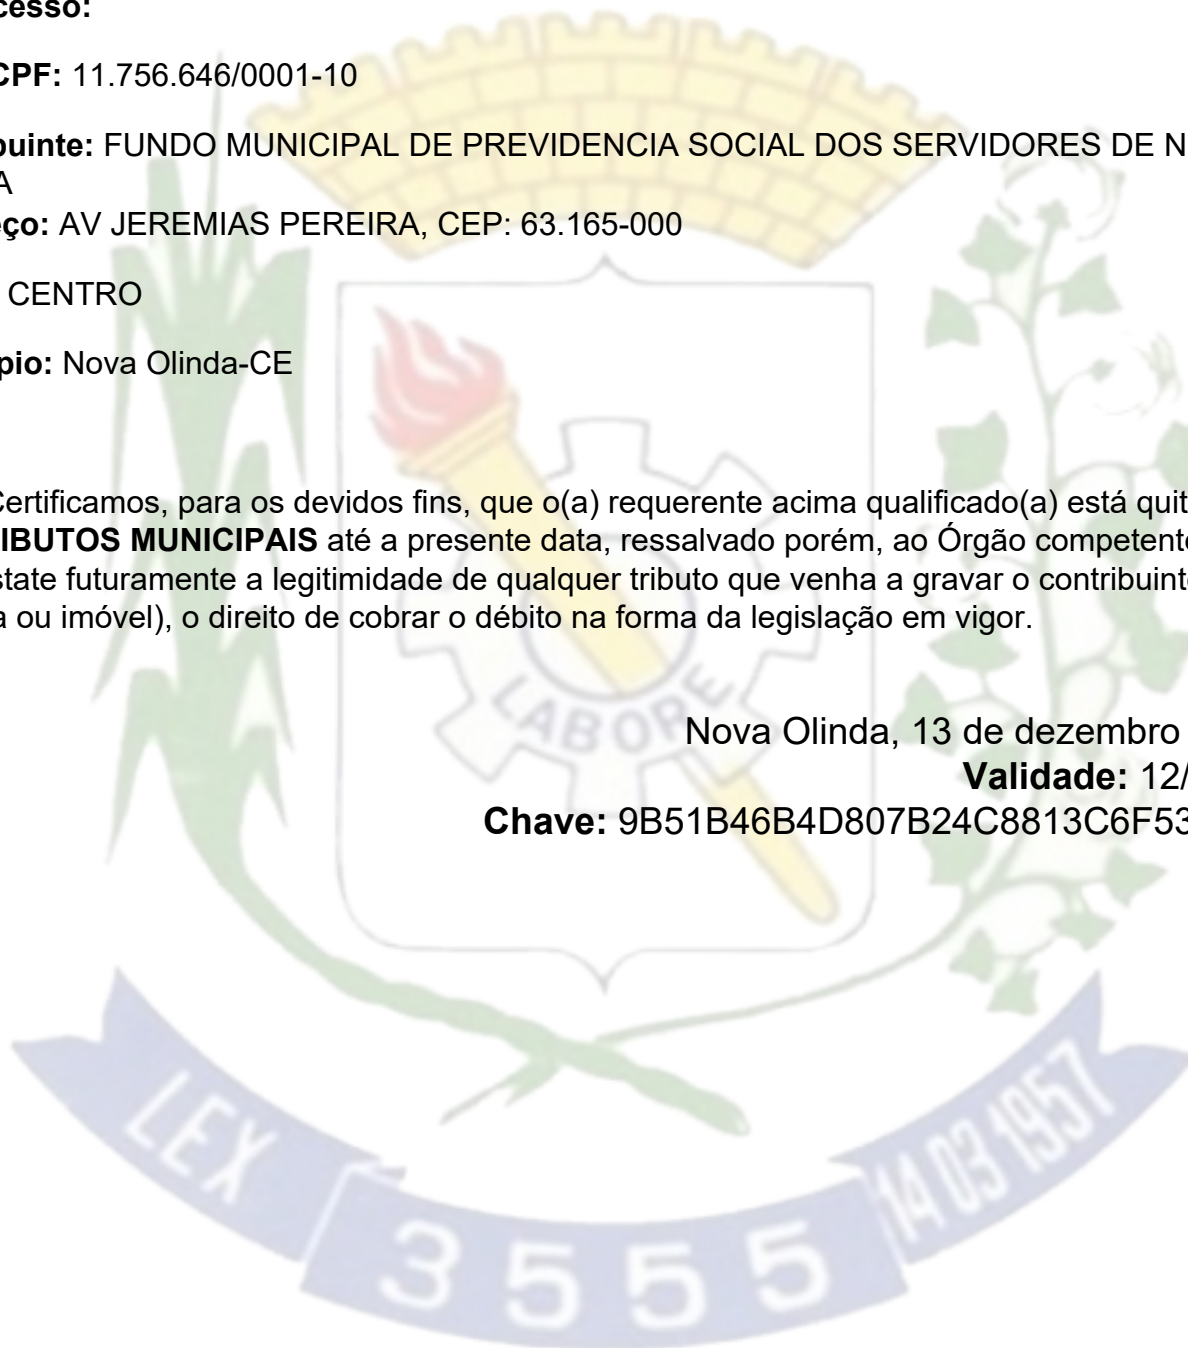 cesso:
CPF: 11.756.646/0001-10
buinte: FUNDO MUNICIPAL DE PREVIDENCIA SOCIAL DOS SERVIDORES DE N
A
ço: AV JEREMIAS PEREIRA, CEP: 63.165-000
CENTRO
pio: Nova Olinda-CE
Certificamos, para os devidos fins, que o(a) requerente acima qualificado(a) está quit
IBUTOS MUNICIPAIS até a presente data, ressalvado porém, ao Órgão competente
state futuramente a legitimidade de qualquer tributo que venha a gravar o contribuinte
a ou imóvel), o direito de cobrar o débito na forma da legislação em vigor.
LABORE
Nova Olinda, 13 de dezembro
Validade: 12/
Chave: 9B51B46B4D807B24C8813C6F53
LEX 3555 14 03 1957